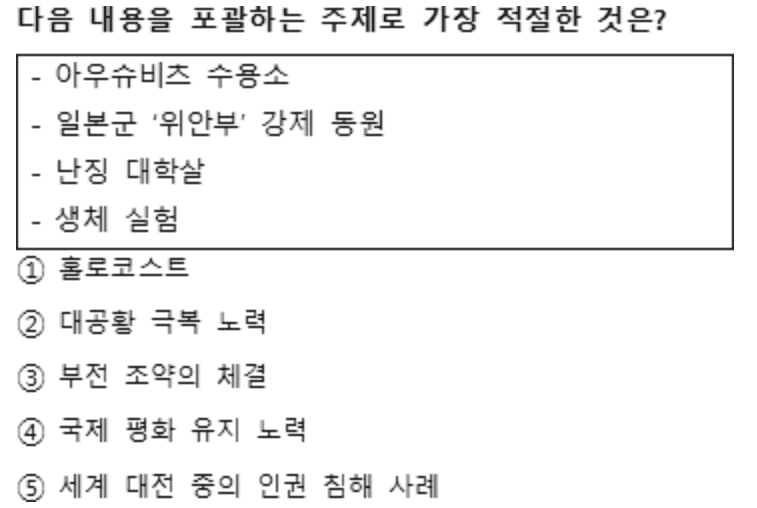 다음 내용을 포괄하는 주제로 가장 적절한 것은?
- 아우슈비츠 수용소
- 일본군 ‘위안부’ 강제 동원
- 난징 대학살
- 생체 실험
① 홀로코스트
② 대공황 극복 노력
③ 부전 조약의 체결
④ 국제 평화 유지 노력
⑤ 세계 대전 중의 인권 침해 사례